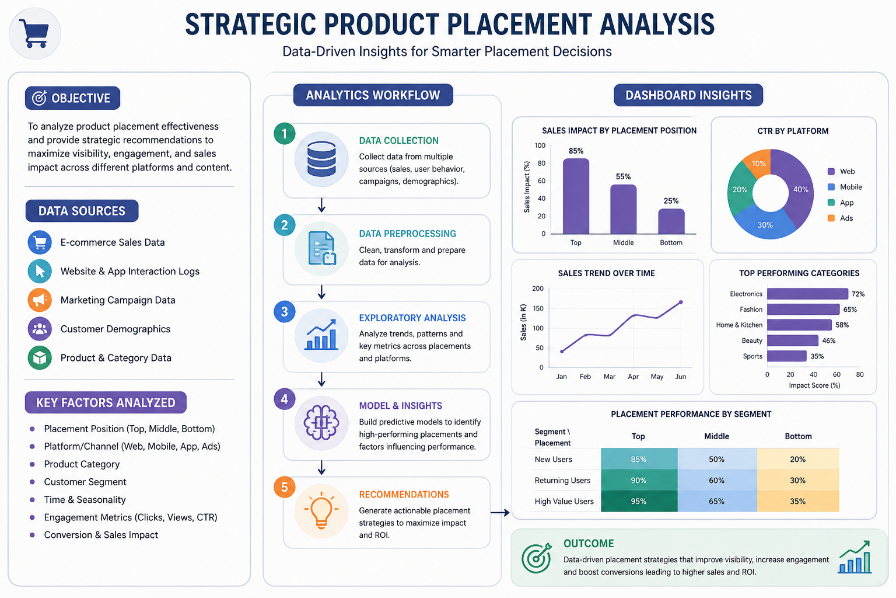 STRATEGIC PRODUCT PLACEMENT ANALYSIS
Data-Driven Insights for Smarter Placement Decisions
OBJECTIVE
To analyze product placement effectiveness
and provide strategic recommendations to
maximize visibility, engagement, and sales
impact across different platforms and content.
DATA SOURCES
E-commerce Sales Data
Website & App Interaction Logs
Marketing Campaign Data
Customer Demographics
Product & Category Data
KEY FACTORS ANALYZED
• Placement Position (Top, Middle, Bottom)
• Platform/Channel (Web, Mobile, App, Ads)
• Product Category
• Customer Segment
• Time & Seasonality
• Engagement Metrics (Clicks, Views, CTR)
• Conversion & Sales Impact
ANALYTICS WORKFLOW
1
DATA COLLECTION
Collect data from multiple
sources (sales, user behavior,
campaigns, demographics).
2
DATA PREPROCESSING
Clean, transform and prepare
data for analysis.
3
EXPLORATORY ANALYSIS
Analyze trends, patterns and
key metrics across placements
and platforms.
4
MODEL & INSIGHTS
Build predictive models to identify
high-performing placements and
factors influencing performance.
5
RECOMMENDATIONS
Generate actionable placement
strategies to maximize impact
and ROI.
DASHBOARD INSIGHTS
SALES IMPACT BY PLACEMENT POSITION
Sales Impact (%)
100
80
60
40
20
0
85%
55%
25%
Top Middle Bottom
CTR BY PLATFORM
10%
20%
40%
30%
Web
Mobile
App
Ads
SALES TREND OVER TIME
Sales (in K)
200
150
100
50
0
Jan Feb Mar Apr May Jun
TOP PERFORMING CATEGORIES
Electronics 72%
Fashion 65%
Home & Kitchen 58%
Beauty 46%
Sports 35%
0 20 40 60 80
Impact Score (%)
PLACEMENT PERFORMANCE BY SEGMENT
Segment \
Placement Top Middle Bottom
New Users 85% 50% 20%
Returning Users 90% 60% 30%
High Value Users 95% 65% 35%
OUTCOME
Data-driven placement strategies that improve visibility, increase engagement
and boost conversions leading to higher sales and ROI.